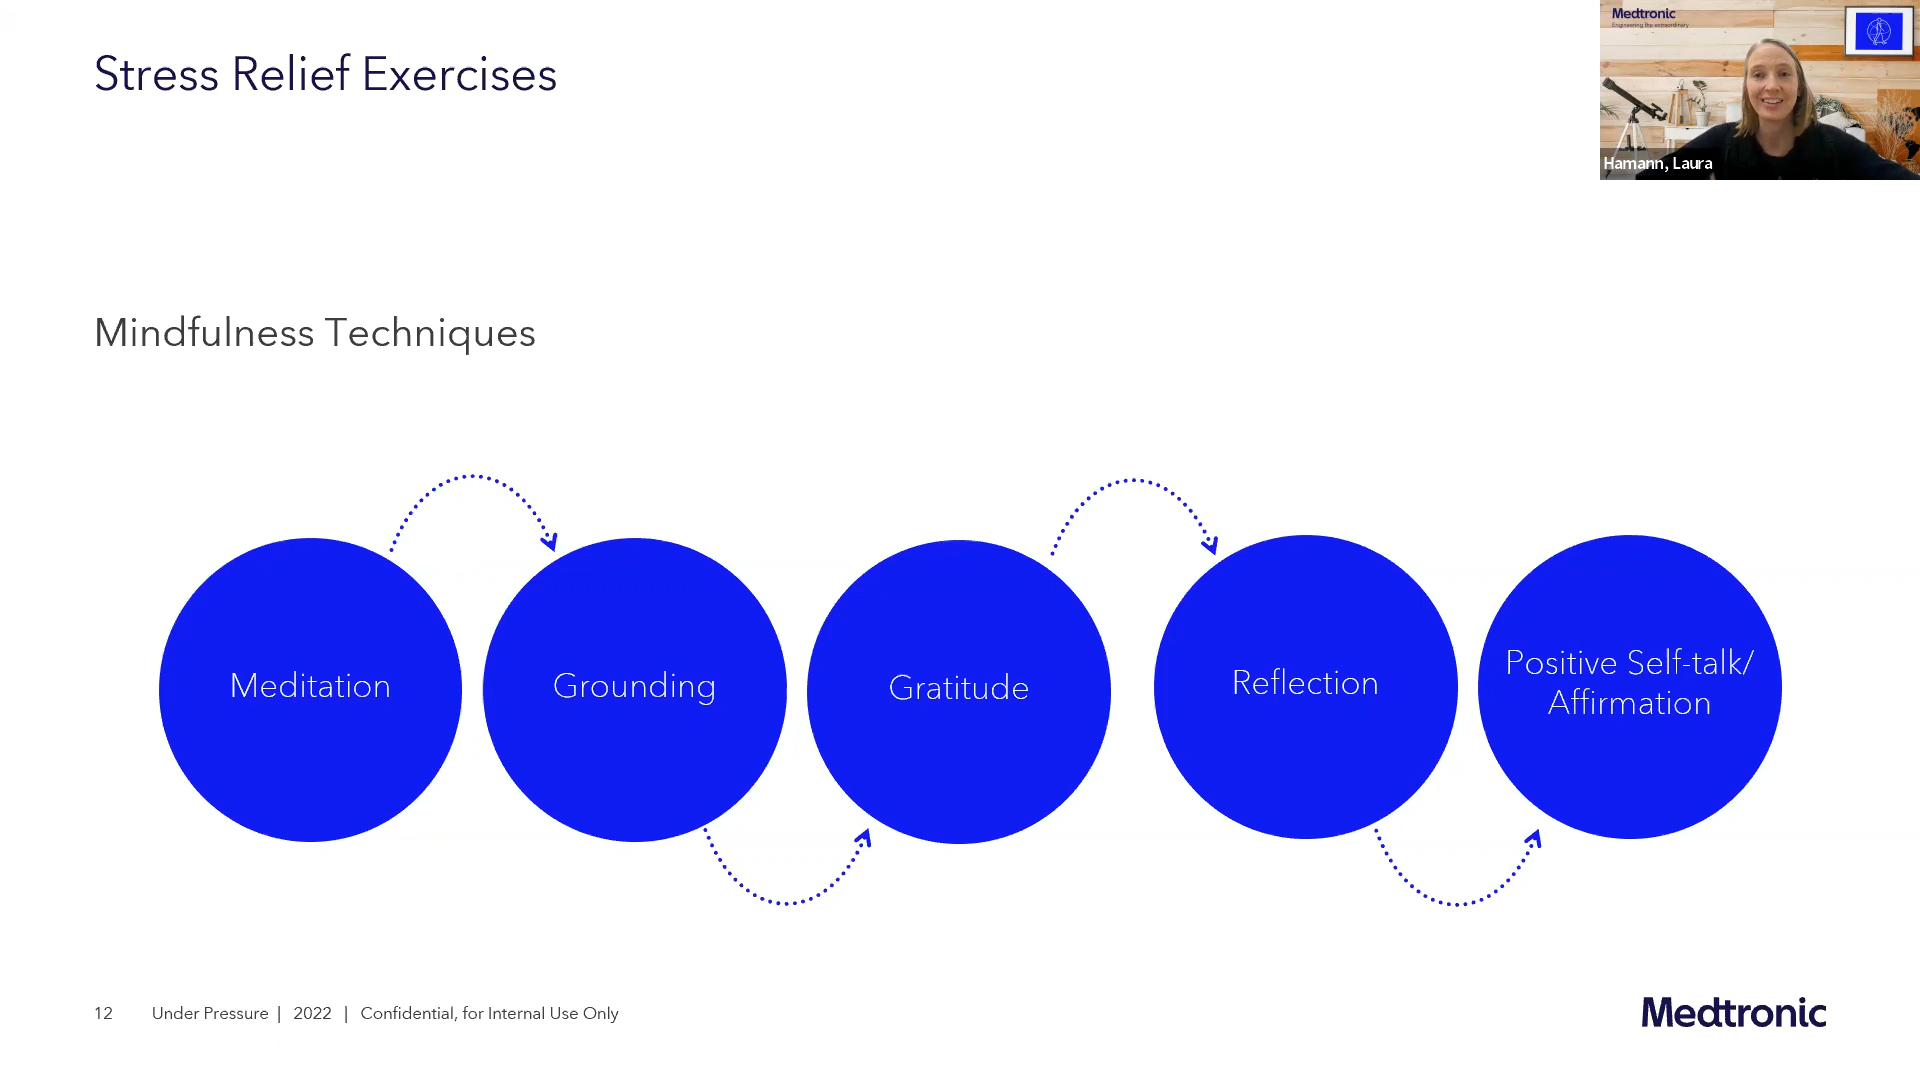 Stress Relief Exercises
Medtronic
Engineering the extraordinary
Hamann, Laura
Mindfulness Techniques
Meditation
Grounding
Gratitude
Reflection
Positive Self-talk/
Affirmation
12 Under Pressure | 2022 | Confidential, for Internal Use Only
Medtronic